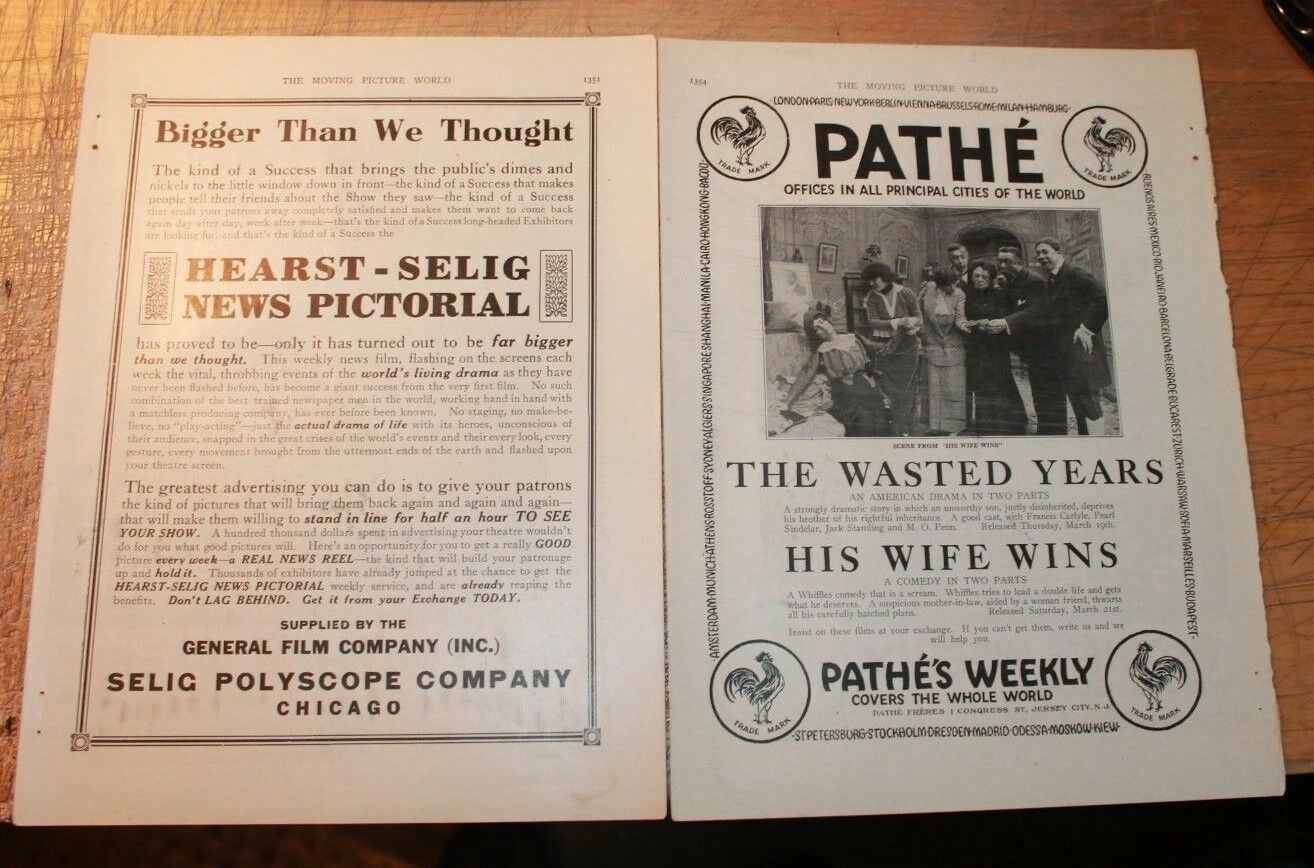 THE MOVING PICTURE WORLD 1351
Bigger Than We Thought
The kind of a Success that brings the public's dimes and
nickels to the little window down in front—the kind of a Success that makes
people tell their friends about the Show they saw—the kind of a Success
that sends your patrons away completely satisfied and makes them want to come back
again day after day, week after week—that's the kind of a Success long-headed Exhibitors
are looking for, and that's the kind of a Success the
HEARST-SELIG
NEWS PICTORIAL
has proved to be—only it has turned out to be far bigger
than we thought. This weekly news film, flashing on the screens each
week the vital, throbbing events of the world's living drama as they have
never been flashed before, has become a giant success from the very first film. No such
combination of the best trained newspaper men in the world, working hand in hand with
a matchless producing company, has ever before been known. No staging, no make-be-
lieve, no "play-acting"—just the actual drama of life with its heroes, unconscious of
their audience, snapped in the great crises of the world's events and their every look, every
gesture, every movement brought from the uttermost ends of the earth and flashed upon
your theatre screen.
The greatest advertising you can do is to give your patrons
the kind of pictures that will bring them back again and again and again—
that will make them willing to stand in line for half an hour TO SEE
YOUR SHOW. A hundred thousand dollars spent in advertising your theatre wouldn't
do for you what good pictures will. Here's an opportunity for you to get a really GOOD
picture every week—a REAL NEWS REEL—the kind that will build your patronage
up and hold it. Thousands of exhibitors have already jumped at the chance to get the
HEARST-SELIG NEWS PICTORIAL weekly service, and are already reaping the
benefits. Don't LAG BEHIND. Get it from your Exchange TODAY.
SUPPLIED BY THE
GENERAL FILM COMPANY (INC.)
SELIG POLYSCOPE COMPANY
CHICAGO
1354 THE MOVING PICTURE WORLD
LONDON·PARIS·NEW YORK·BERLIN·VIENNA·BRUSSELS·ROME·MILAN·HAMBURG·
TRADE MARK
PATHÉ
TRADE MARK
OFFICES IN ALL PRINCIPAL CITIES OF THE WORLD
AMSTERDAM·MUNICH·ATHENS·ROSSTOFF·SYDNEY·ALGIERS·SINGAPORE·SHANGHAI·MANILA·CAIRO·HONGKONG·BACOU
BUENOS AIRES·MEXICO·RIO JANEIRO·BARCELONA·BELGRADE·BUCAREST·ZURICH·WARSAW·SOFIA·MARSEILLES·BUDAPEST·
SCENE FROM "HIS WIFE WINS"
THE WASTED YEARS
AN AMERICAN DRAMA IN TWO PARTS
A strongly dramatic story in which an unworthy son, justly disinherited, deprives
his brother of his rightful inheritance. A good cast, with Francis Carlyle, Pearl
Sindelar, Jack Standing and M. O. Penn. Released Thursday, March 19th.
HIS WIFE WINS
A COMEDY IN TWO PARTS
A Whiffles comedy that is a scream. Whiffles tries to lead a double life and gets
what he deserves. A suspicious mother-in-law, aided by a woman friend, thwarts
all his carefully hatched plans. Released Saturday, March 21st.
Insist on these films at your exchange. If you can't get them, write us and we
will help you.
TRADE MARK
PATHÉ'S WEEKLY
COVERS THE WHOLE WORLD
PATHÉ FRÈRES 1 CONGRESS ST., JERSEY CITY, N.J.
TRADE MARK
·ST PETERSBURG·STOCKHOLM·DRESDEN·MADRID·ODESSA·MOSKOW·KIEW·